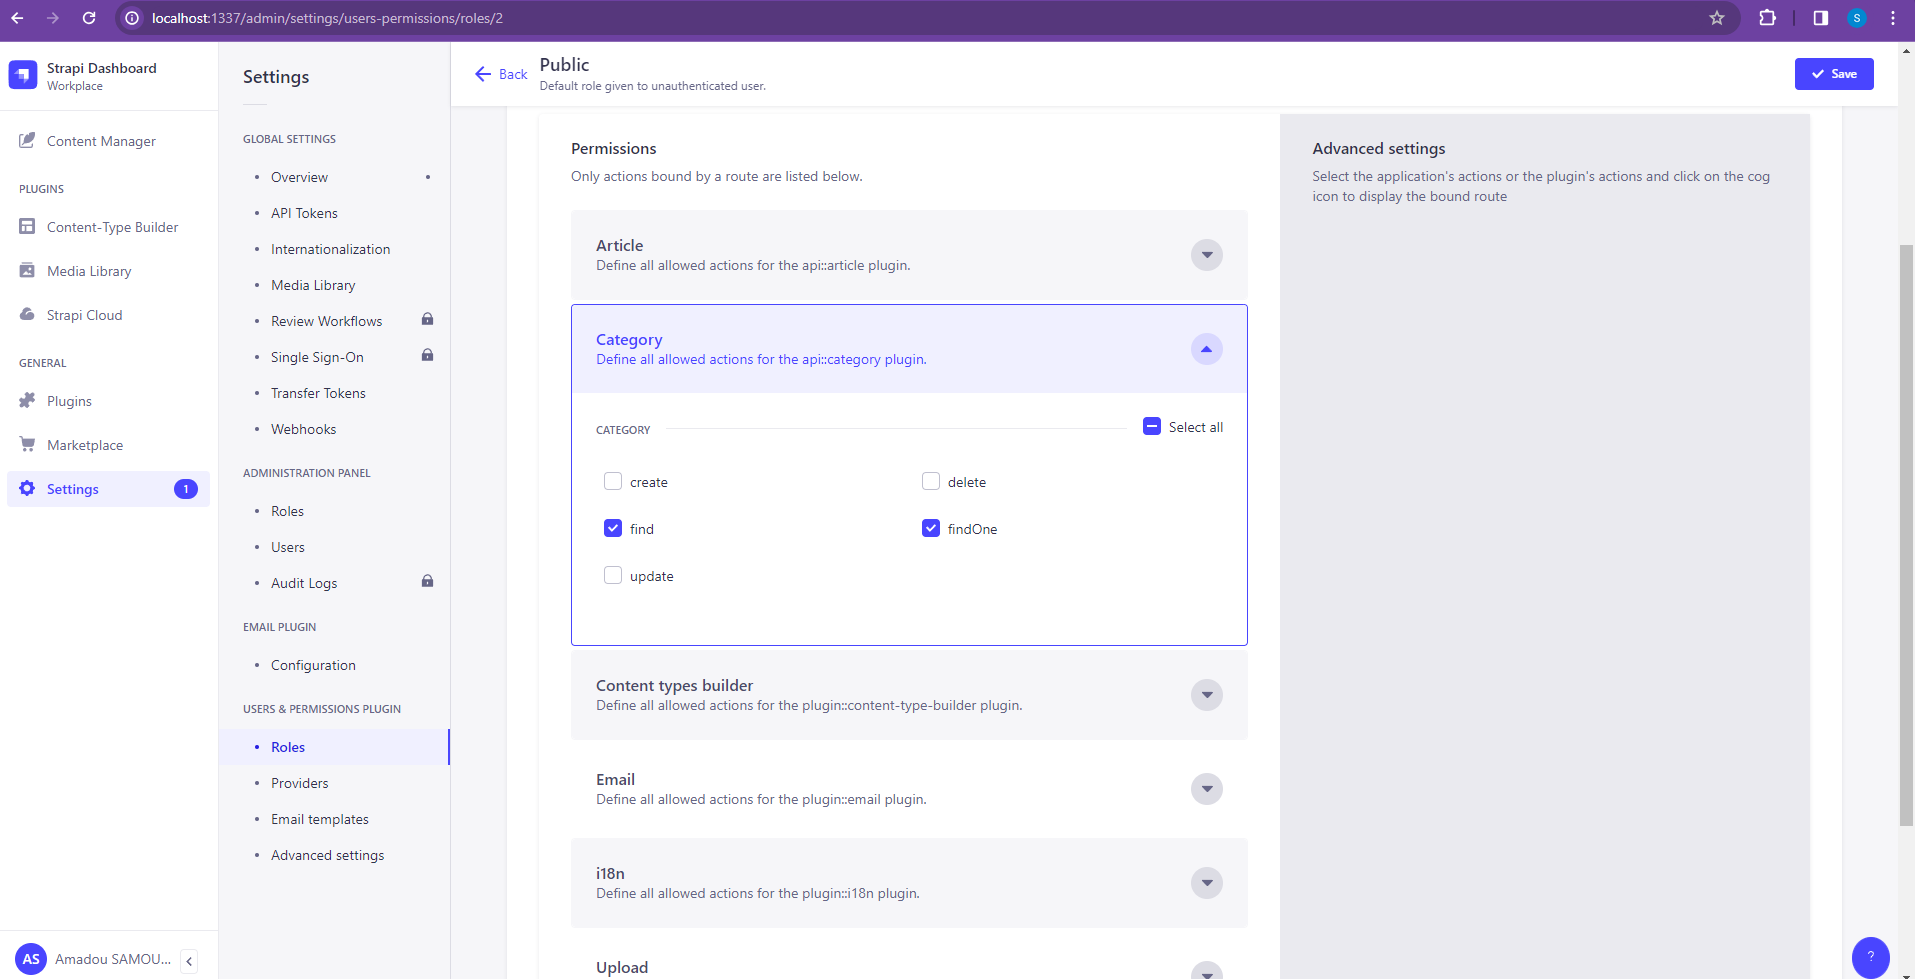 localhost:1337/admin/settings/users-permissions/roles/2
S
Strapi Dashboard
Workplace
Content Manager
PLUGINS
Content-Type Builder
Media Library
Strapi Cloud
GENERAL
Plugins
Marketplace
Settings
1
AS
Amadou SAMOU...
Settings
GLOBAL SETTINGS
Overview
API Tokens
Internationalization
Media Library
Review Workflows
Single Sign-On
Transfer Tokens
Webhooks
ADMINISTRATION PANEL
Roles
Users
Audit Logs
EMAIL PLUGIN
Configuration
USERS & PERMISSIONS PLUGIN
Roles
Providers
Email templates
Advanced settings
Back
Public
Default role given to unauthenticated user.
Save
Permissions
Only actions bound by a route are listed below.
Article
Define all allowed actions for the api::article plugin.
Category
Define all allowed actions for the api::category plugin.
CATEGORY
Select all
create
delete
find
findOne
update
Content types builder
Define all allowed actions for the plugin::content-type-builder plugin.
Email
Define all allowed actions for the plugin::email plugin.
i18n
Define all allowed actions for the plugin::i18n plugin.
Upload
Advanced settings
Select the application's actions or the plugin's actions and click on the cog
icon to display the bound route
?